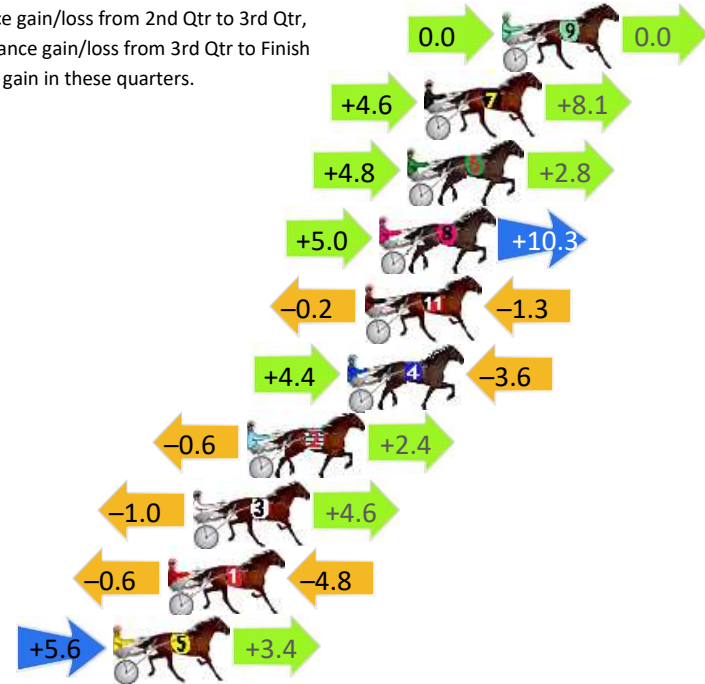 ce gain/loss from 2nd Qtr to 3rd Qtr,
ance gain/loss from 3rd Qtr to Finish
gain in these quarters.
0.0 9 0.0
+4.6 7 +8.1
+4.8 6 +2.8
+5.0 8 +10.3
–0.2 11 –1.3
+4.4 4 –3.6
–0.6 2 +2.4
–1.0 3 +4.6
–0.6 1 –4.8
+5.6 5 +3.4